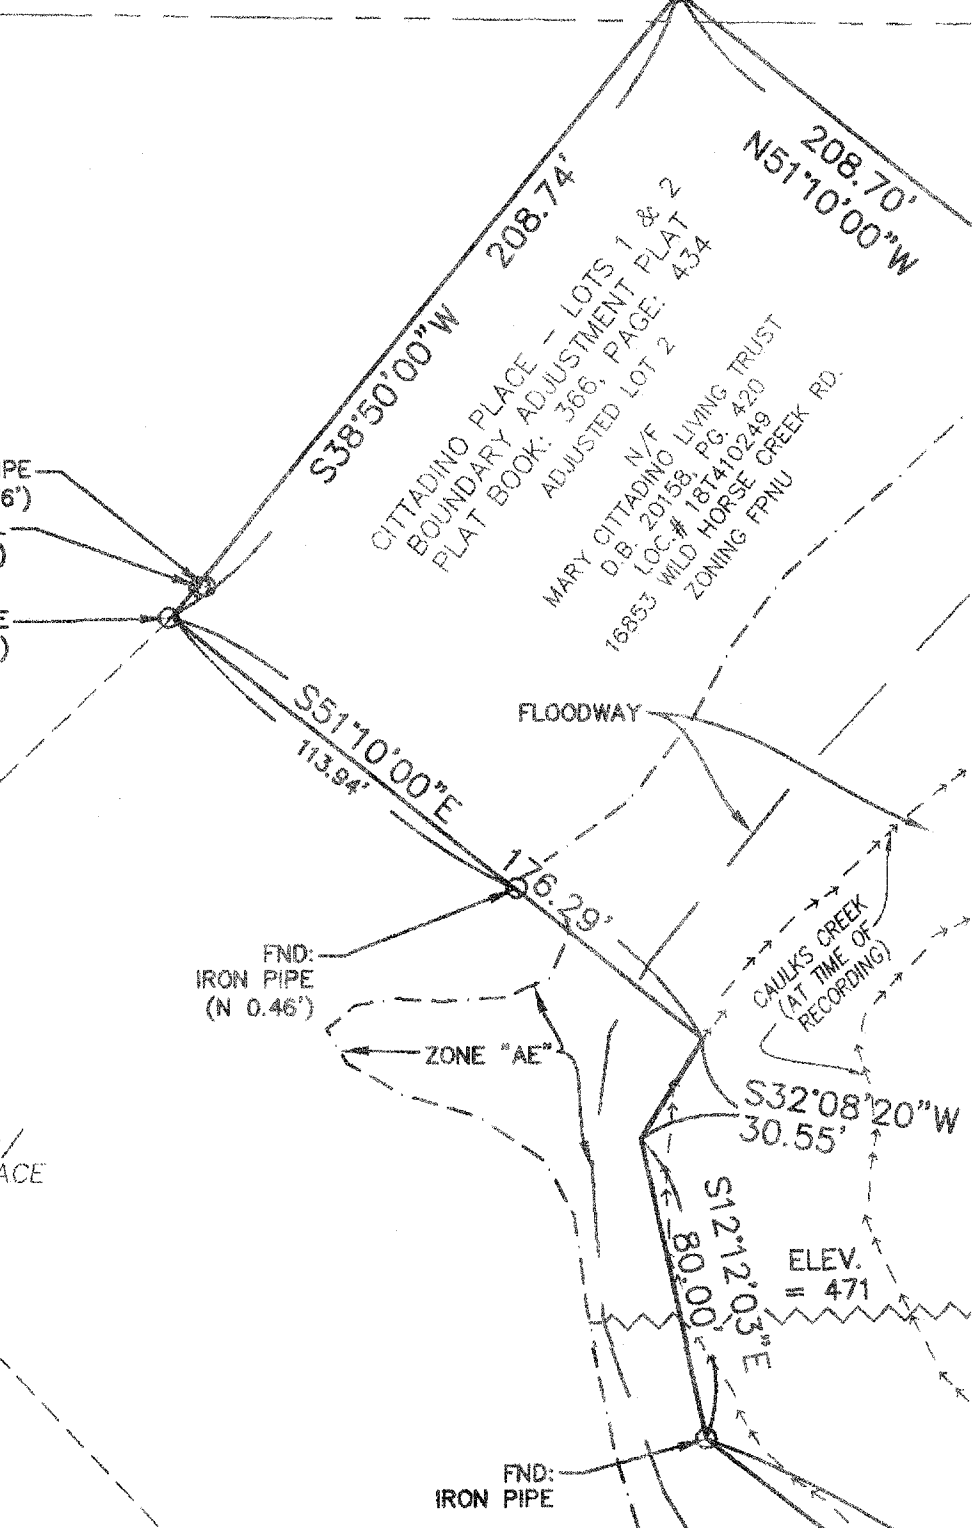 208.70'
N51°10'00"W
208.74'
S38°50'00"W
CITTADINO PLACE - LOTS 1 & 2
BOUNDARY ADJUSTMENT PLAT
PLAT BOOK: 366, PAGE: 434
ADJUSTED LOT 2
N/F
MARY CITTADINO LIVING TRUST
D.B. 20158, PG. 420
LOC.# 18T410249
16853 WILD HORSE CREEK RD.
ZONING FPNU
PE
6')
)
E
)
S51°10'00"E
113.94'
FLOODWAY
176.29'
FND:
IRON PIPE
(N 0.46')
CAULKS CREEK
(AT TIME OF
RECORDING)
ZONE "AE"
S32°08'20"W
30.55'
ACE
S12°12'03"E
80.00'
ELEV.
= 471
FND:
IRON PIPE